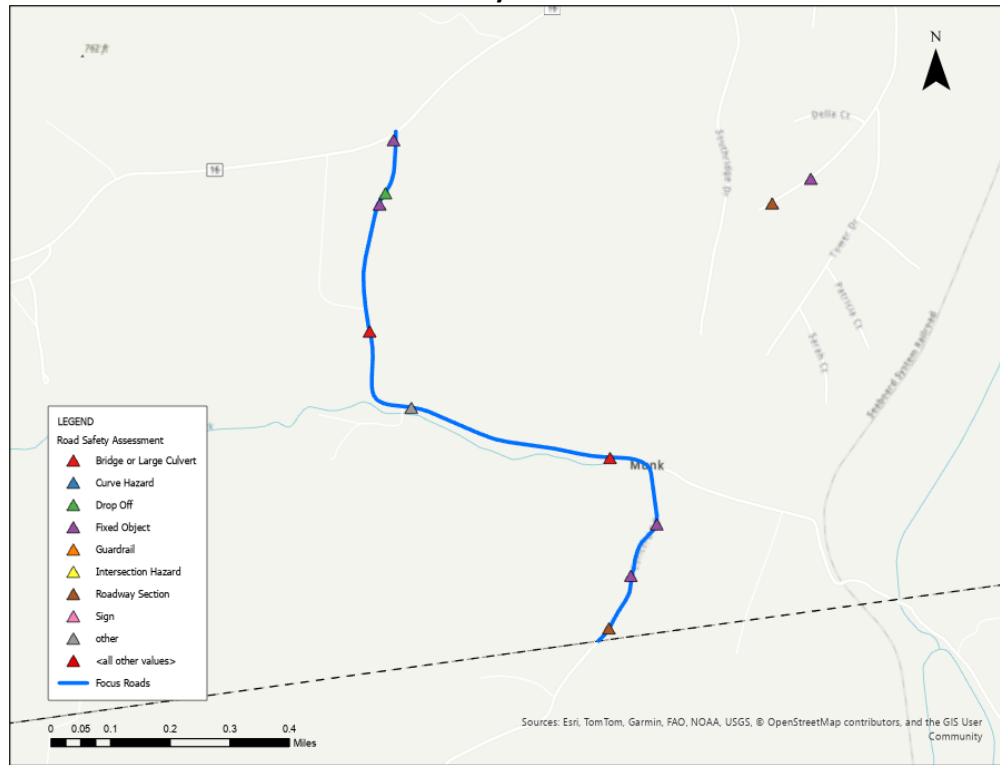 16
762 ft
N
Della Ct
Southridge Dr
16
Tower Dr
Patricia Ct
Sarah Ct
Seaboard System Railroad
Munk
LEGEND
Road Safety Assessment
Bridge or Large Culvert
Curve Hazard
Drop Off
Fixed Object
Guardrail
Intersection Hazard
Roadway Section
Sign
other
<all other values>
Focus Roads
0 0.05 0.1 0.2 0.3 0.4
Miles
Sources: Esri, TomTom, Garmin, FAO, NOAA, USGS, © OpenStreetMap contributors, and the GIS User
Community